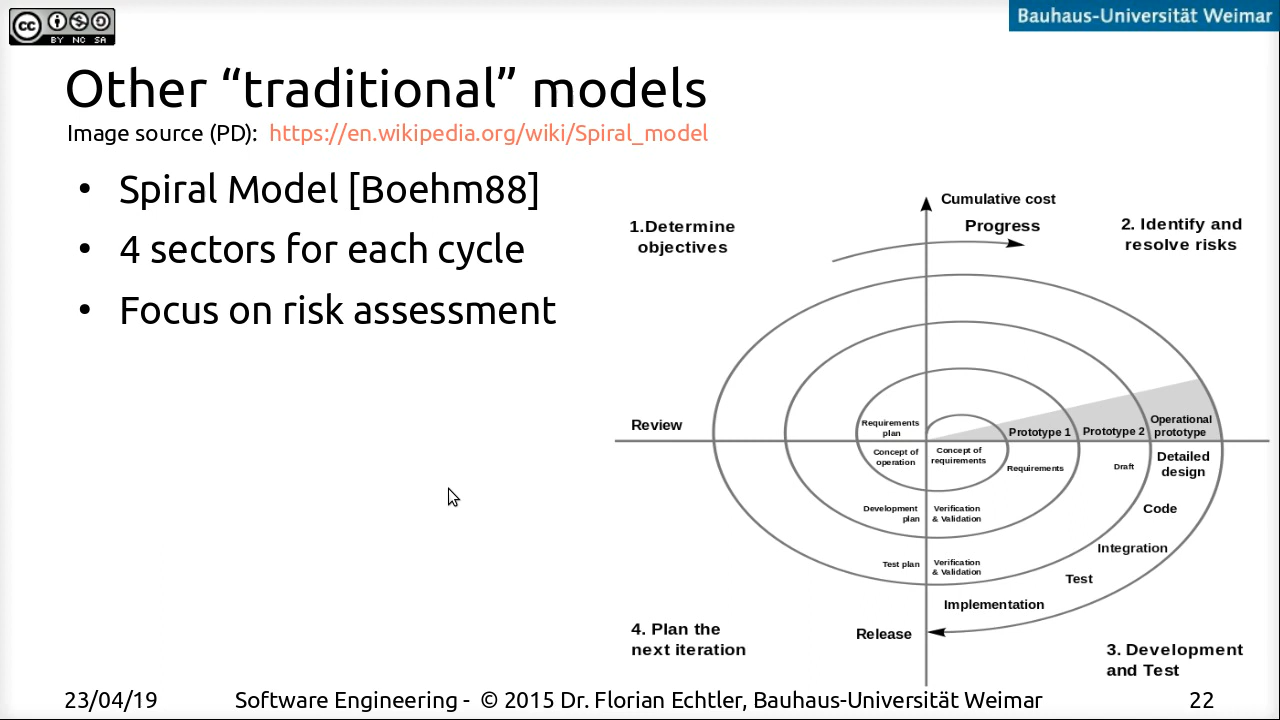 cc BY NC SA
Bauhaus-Universität Weimar
Other “traditional” models
Image source (PD): https://en.wikipedia.org/wiki/Spiral_model
• Spiral Model [Boehm88]
• 4 sectors for each cycle
• Focus on risk assessment
Cumulative cost
Progress
1.Determine
objectives
2. Identify and
resolve risks
Review
Requirements
plan
Prototype 1
Prototype 2
Operational
prototype
Concept of
operation
Concept of
requirements
Requirements
Draft
Detailed
design
Development
plan
Verification
& Validation
Code
Integration
Test plan
Verification
& Validation
Test
Implementation
Release
4. Plan the
next iteration
3. Development
and Test
23/04/19
Software Engineering - © 2015 Dr. Florian Echtler, Bauhaus-Universität Weimar
22